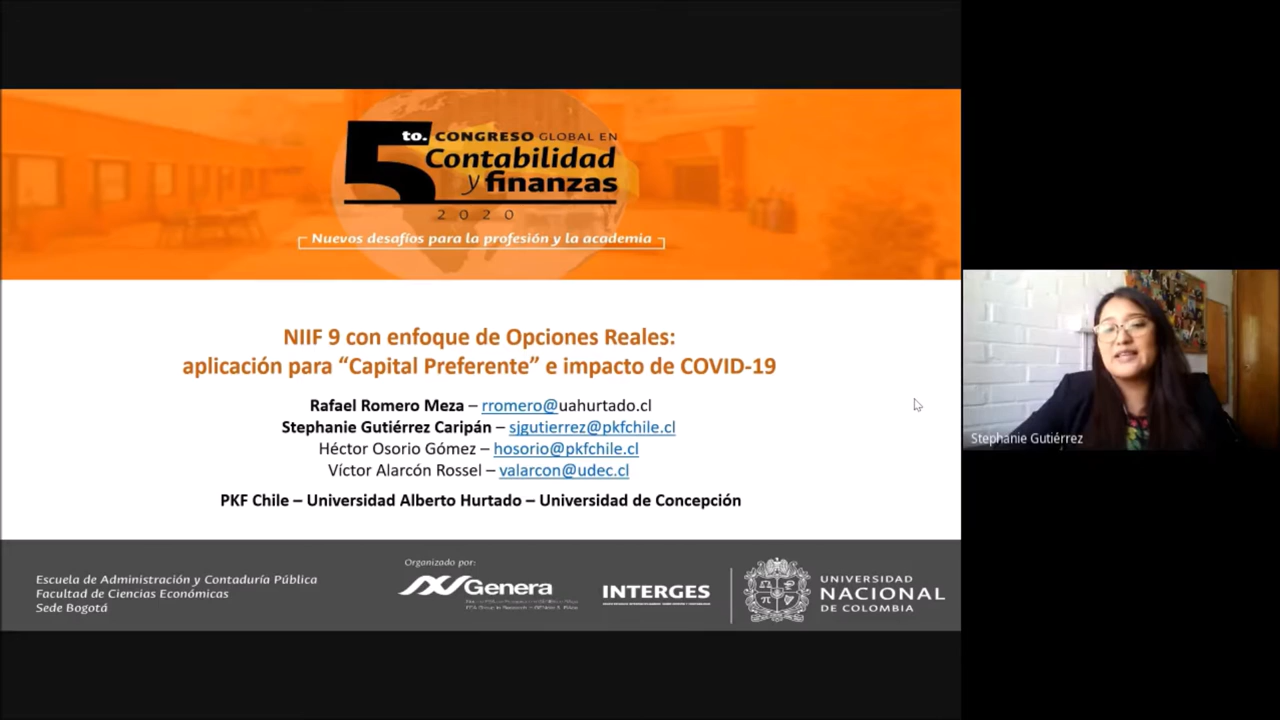 5to. CONGRESO GLOBAL EN
Contabilidad
y finanzas
2020
Nuevos desafíos para la profesión y la academia
NIIF 9 con enfoque de Opciones Reales:
aplicación para “Capital Preferente” e impacto de COVID-19
Rafael Romero Meza – rromero@uahurtado.cl
Stephanie Gutiérrez Caripán – sjgutierrez@pkfchile.cl
Héctor Osorio Gómez – hosorio@pkfchile.cl
Víctor Alarcón Rossel – valarcon@udec.cl
PKF Chile – Universidad Alberto Hurtado – Universidad de Concepción
Escuela de Administración y Contaduría Pública
Facultad de Ciencias Económicas
Sede Bogotá
Organizado por:
Genera
INTERGES
UNIVERSIDAD
NACIONAL
DE COLOMBIA
Stephanie Gutiérrez